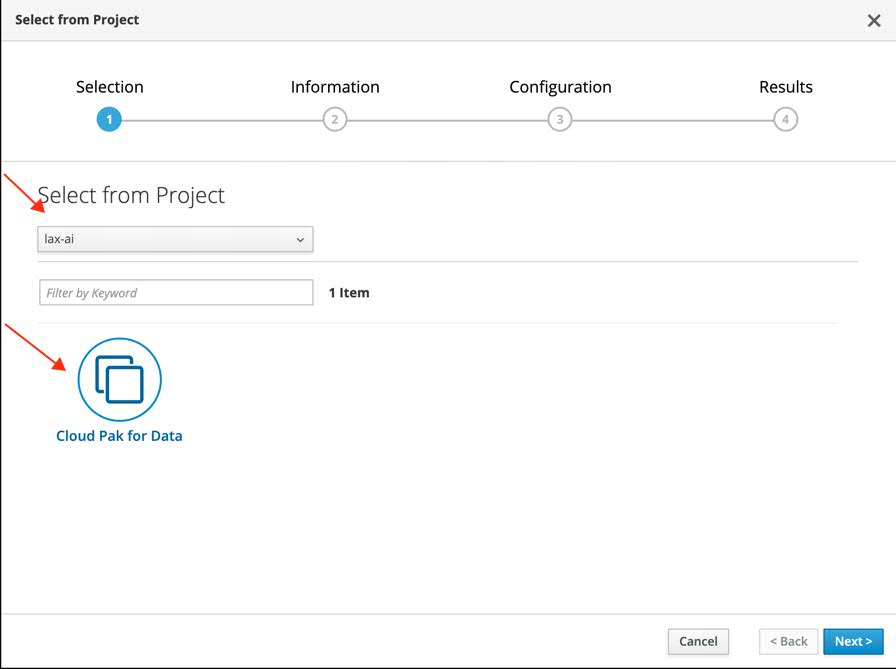 Select from Project
Selection Information Configuration Results
1 2 3 4
Select from Project
lax-ai
Filter by Keyword 1 Item
Cloud Pak for Data
Cancel < Back Next >